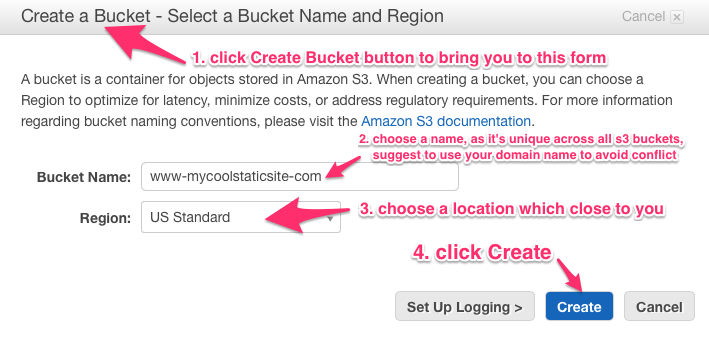 Create a Bucket - Select a Bucket Name and Region
Cancel x
1. click Create Bucket button to bring you to this form
A bucket is a container for objects stored in Amazon S3. When creating a bucket, you can choose a
Region to optimize for latency, minimize costs, or address regulatory requirements. For more information
regarding bucket naming conventions, please visit the Amazon S3 documentation.
2. choose a name, as it's unique across all s3 buckets,
suggest to use your domain name to avoid conflict
Bucket Name: www-mycoolstaticsite-com
Region: US Standard
3. choose a location which close to you
4. click Create
Set Up Logging >
Create
Cancel